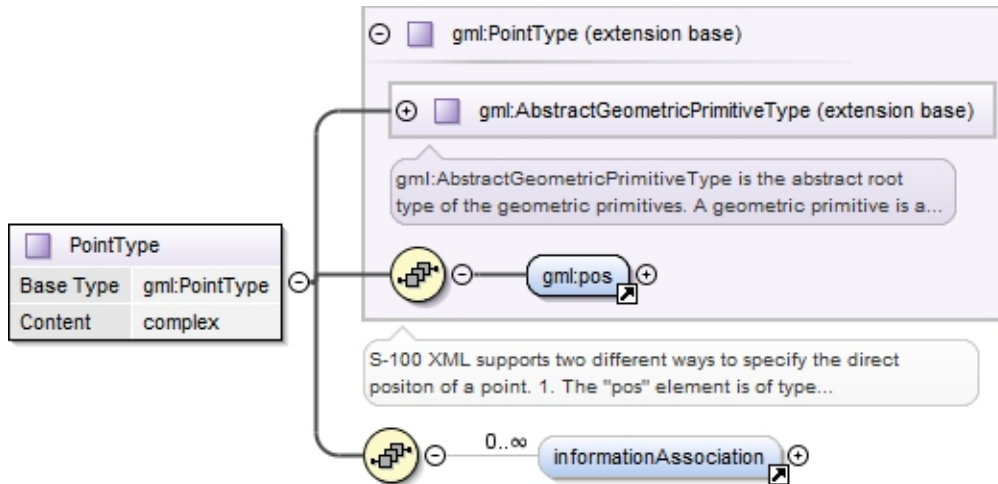 gml:PointType (extension base)
gml:AbstractGeometricPrimitiveType (extension base)
gml:AbstractGeometricPrimitiveType is the abstract root
type of the geometric primitives. A geometric primitive is a...
PointType
Base Type gml:PointType
Content complex
gml:pos
S-100 XML supports two different ways to specify the direct
positon of a point. 1. The "pos" element is of type...
0..∞
informationAssociation